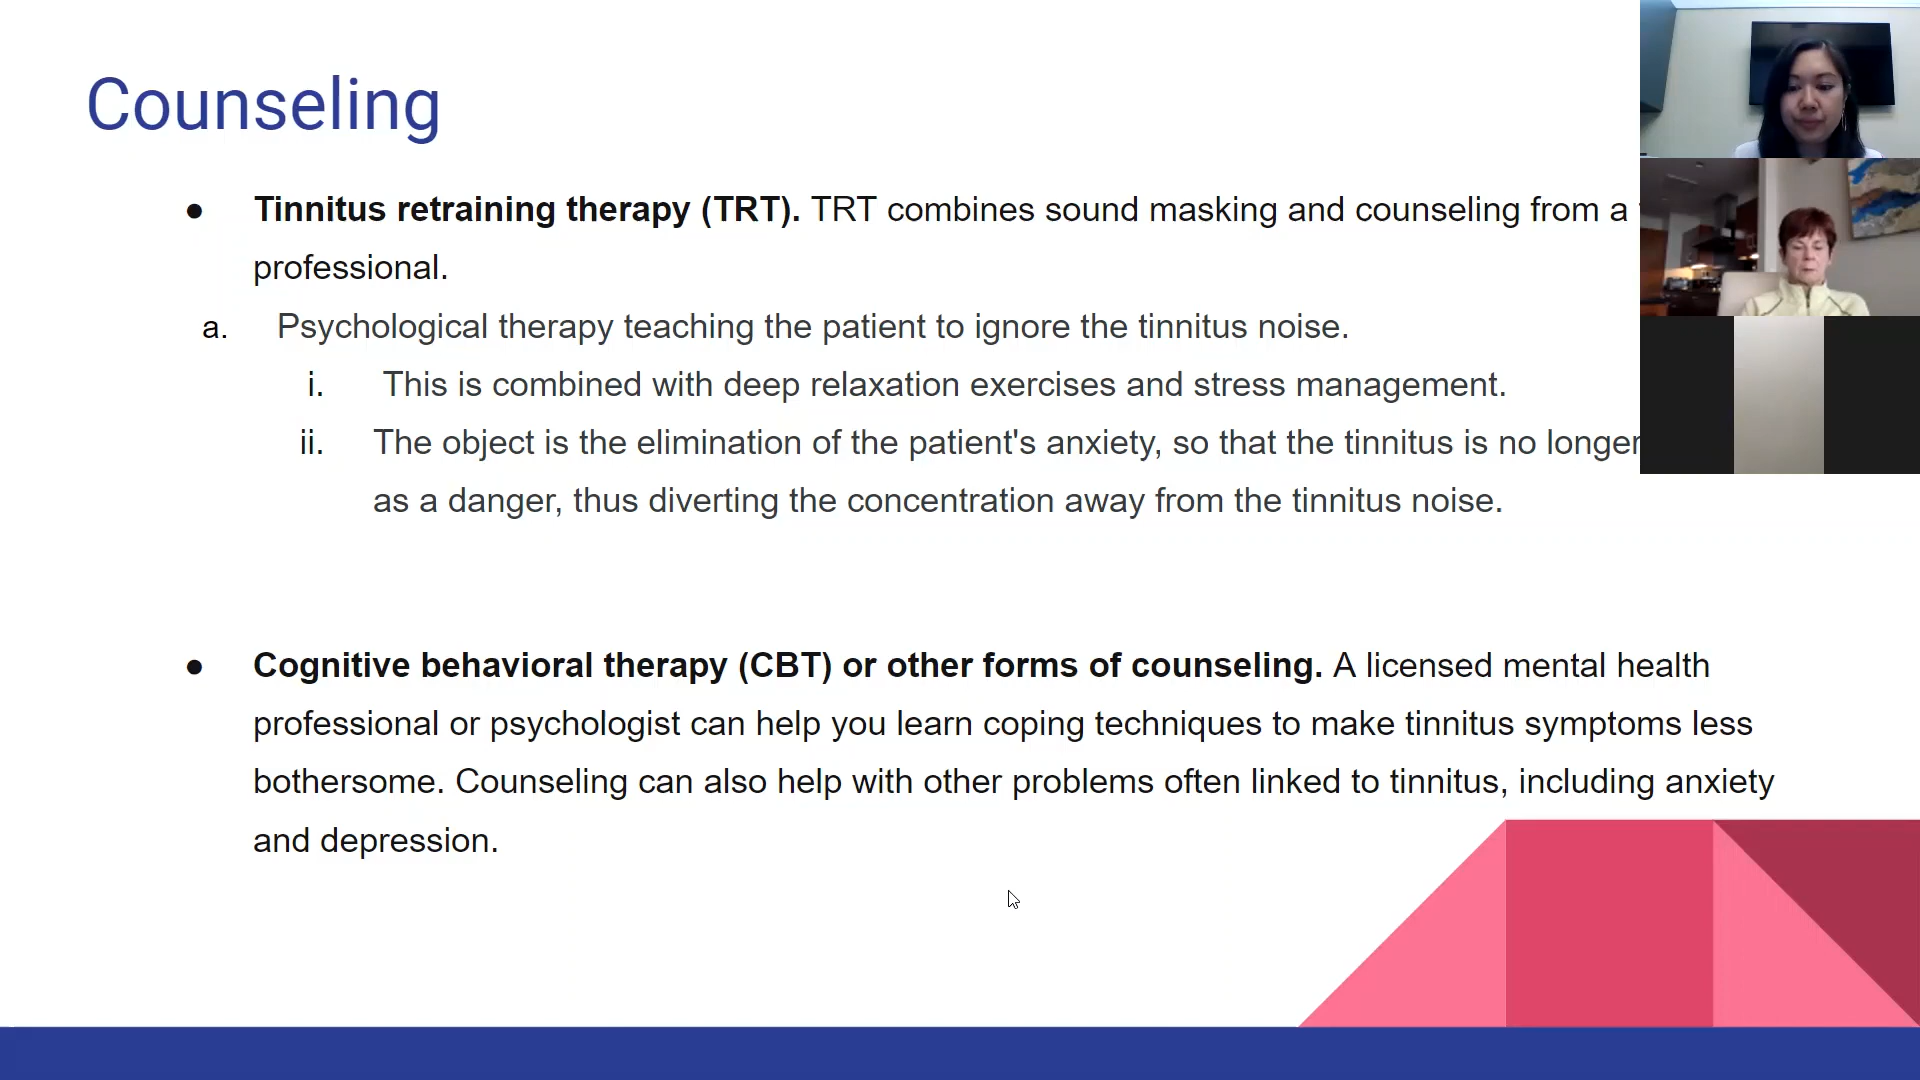 Counseling
● Tinnitus retraining therapy (TRT). TRT combines sound masking and counseling from a
professional.
a. Psychological therapy teaching the patient to ignore the tinnitus noise.
i. This is combined with deep relaxation exercises and stress management.
ii. The object is the elimination of the patient's anxiety, so that the tinnitus is no longer
as a danger, thus diverting the concentration away from the tinnitus noise.
● Cognitive behavioral therapy (CBT) or other forms of counseling. A licensed mental health
professional or psychologist can help you learn coping techniques to make tinnitus symptoms less
bothersome. Counseling can also help with other problems often linked to tinnitus, including anxiety
and depression.